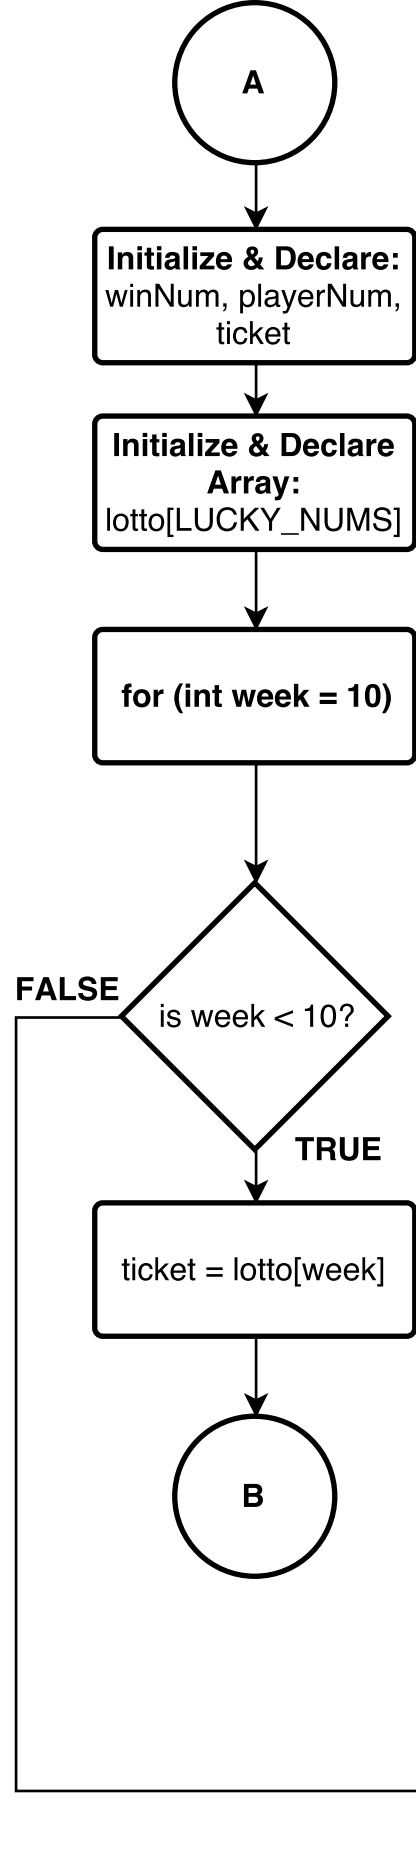 A
Initialize & Declare:
winNum, playerNum,
ticket
Initialize & Declare
Array:
lotto[LUCKY_NUMS]
for (int week = 10)
FALSE
is week < 10?
TRUE
ticket = lotto[week]
B